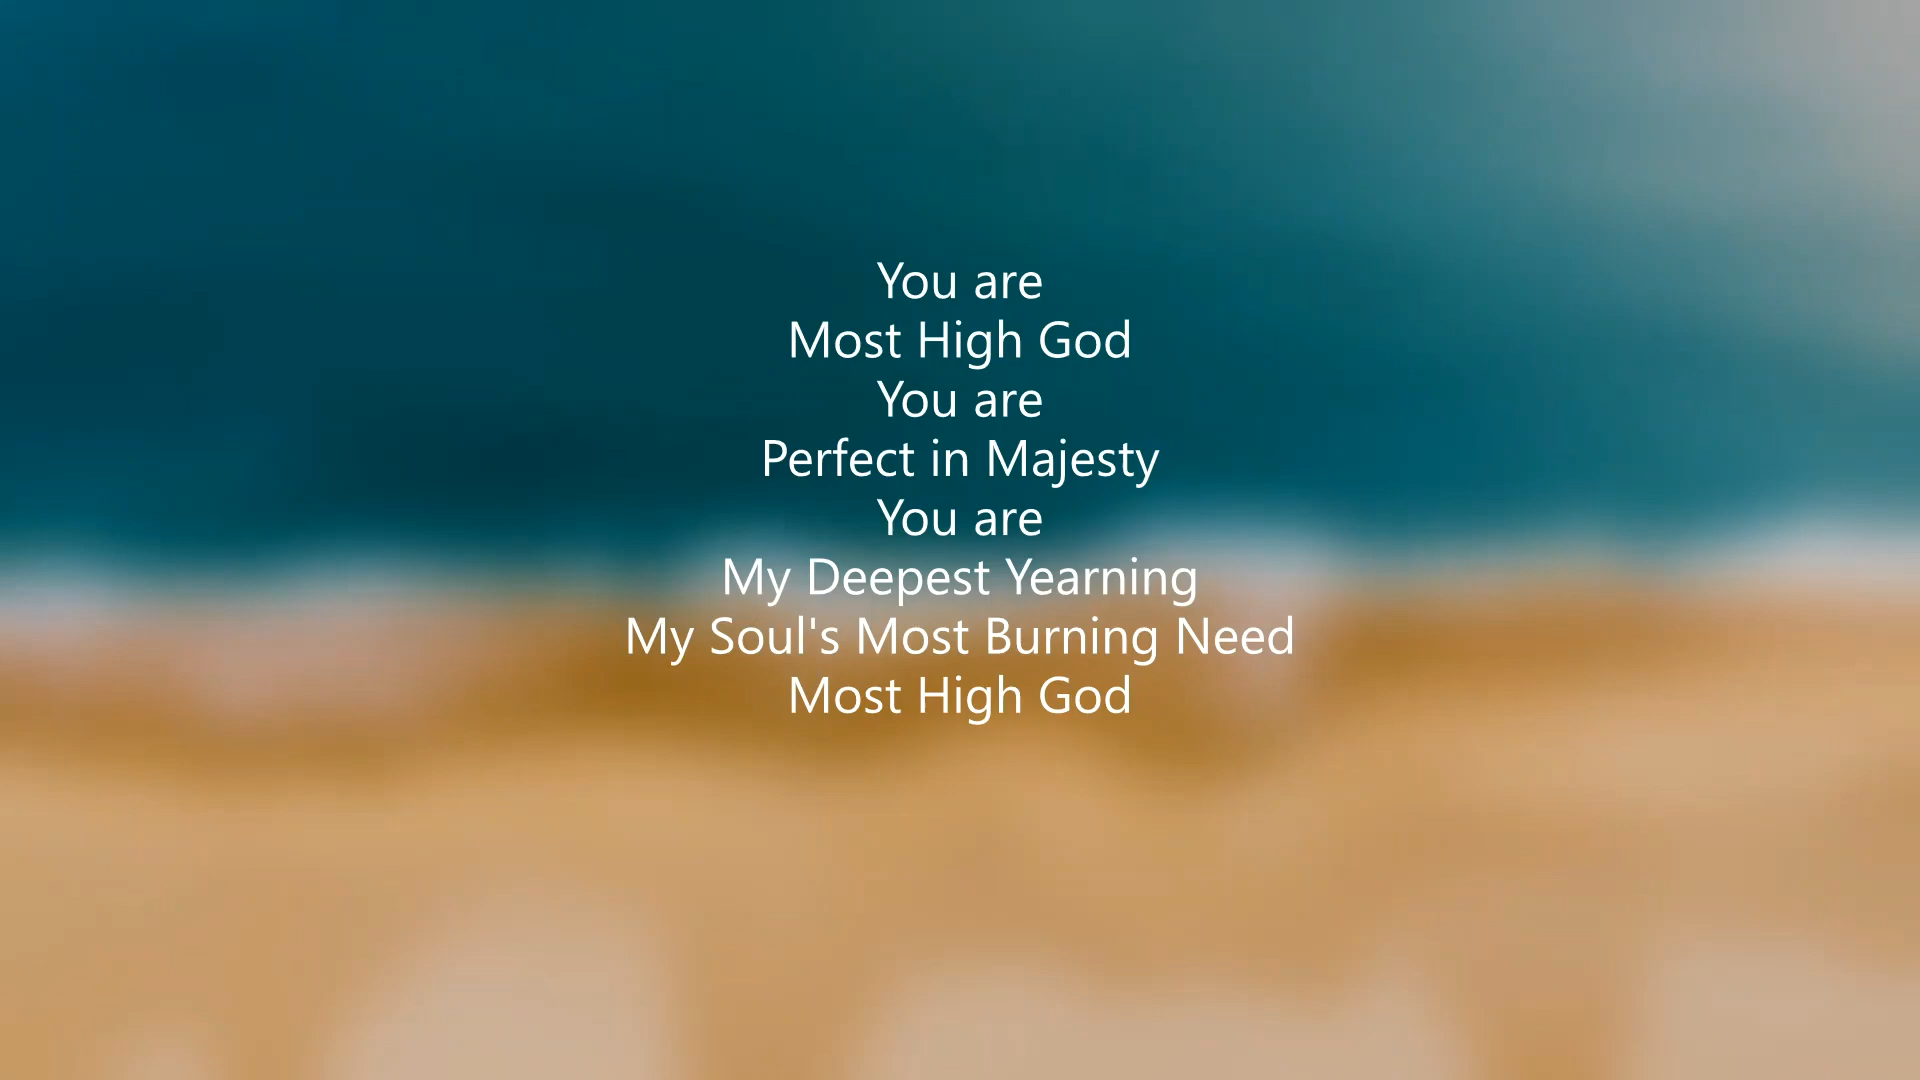 You are
Most High God
You are
Perfect in Majesty
You are
My Deepest Yearning
My Soul's Most Burning Need
Most High God